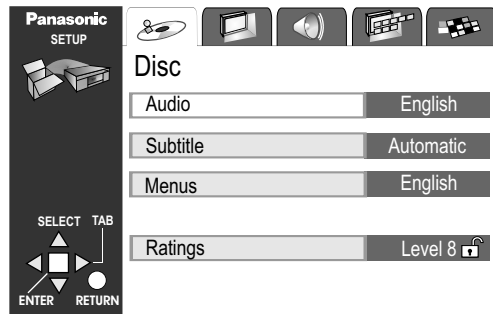 Panasonic
SETUP
Disc
Audio English
Subtitle Automatic
Menus English
Ratings Level 8
SELECT TAB
ENTER RETURN